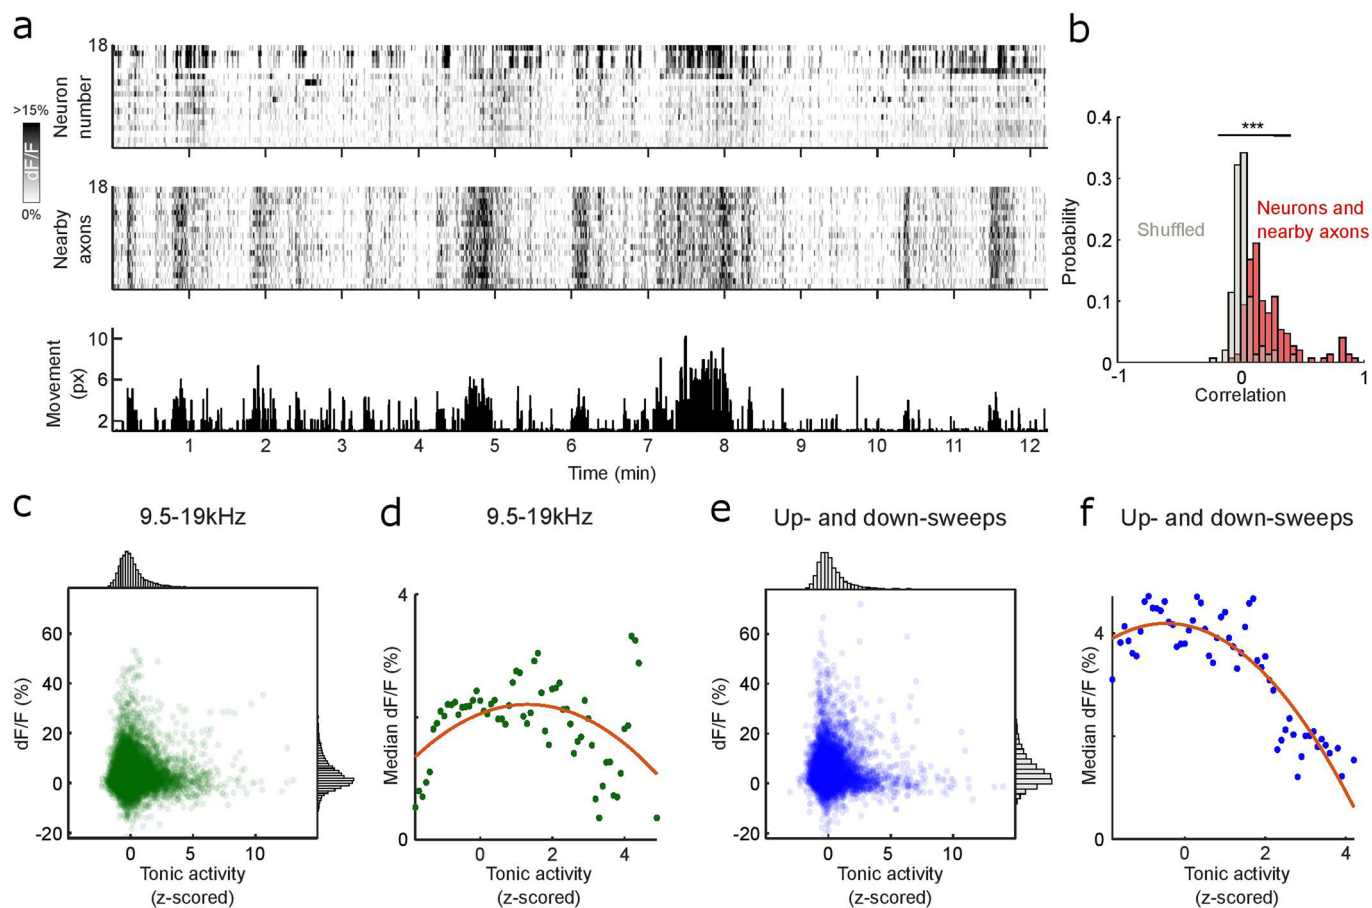 a
b
18
>15%
dF/F
0%
Neuron
number
18
Nearby
axons
10
6
2
Movement
(px)
1 2 3 4 5 6 7 8 9 10 11 12
Time (min)
***
0.4
0.3
0.2
0.1
0
Probability
Shuffled
Neurons and
nearby axons
-1 0 1
Correlation
c
9.5-19kHz
60
40
20
0
-20
dF/F (%)
0 5 10
Tonic activity
(z-scored)
d
9.5-19kHz
4
0
Median dF/F (%)
0 2 4
Tonic activity
(z-scored)
e
Up- and down-sweeps
60
40
20
0
-20
dF/F (%)
0 5 10
Tonic activity
(z-scored)
f
Up- and down-sweeps
4
0
Median dF/F (%)
0 2 4
Tonic activity
(z-scored)